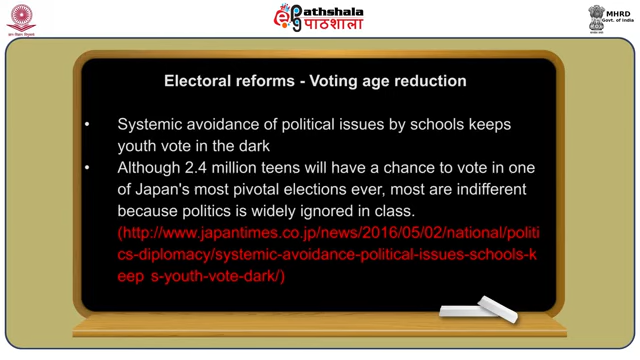 Pathshala
पाठशाला
MHRD
Govt. of India
Electoral reforms - Voting age reduction
• Systemic avoidance of political issues by schools keeps
youth vote in the dark
• Although 2.4 million teens will have a chance to vote in one
of Japan's most pivotal elections ever, most are indifferent
because politics is widely ignored in class.
(http://www.japantimes.co.jp/news/2016/05/02/national/politi
cs-diplomacy/systemic-avoidance-political-issues-schools-k
eep s-youth-vote-dark/)